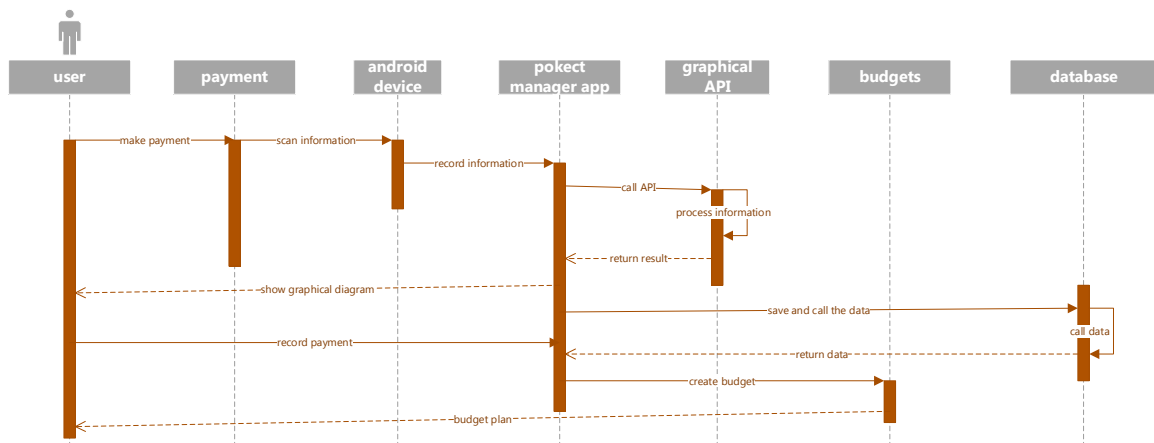 user
payment
android
device
pokect
manager app
graphical
API
budgets
database
make payment
scan information
record information
call API
process information
return result
show graphical diagram
save and call the data
call data
record payment
return data
create budget
budget plan